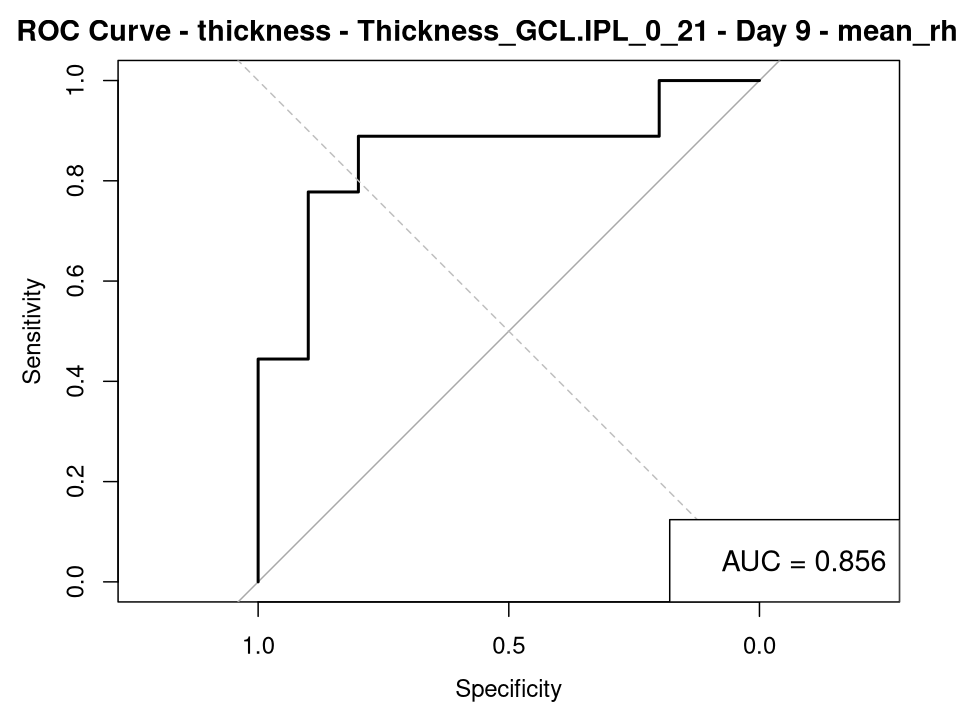 ROC Curve - thickness - Thickness_GCL.IPL_0_21 - Day 9 - mean_rh
1.0
0.8
0.6
0.4
0.2
0.0
Sensitivity
AUC = 0.856
1.0 0.5 0.0
Specificity